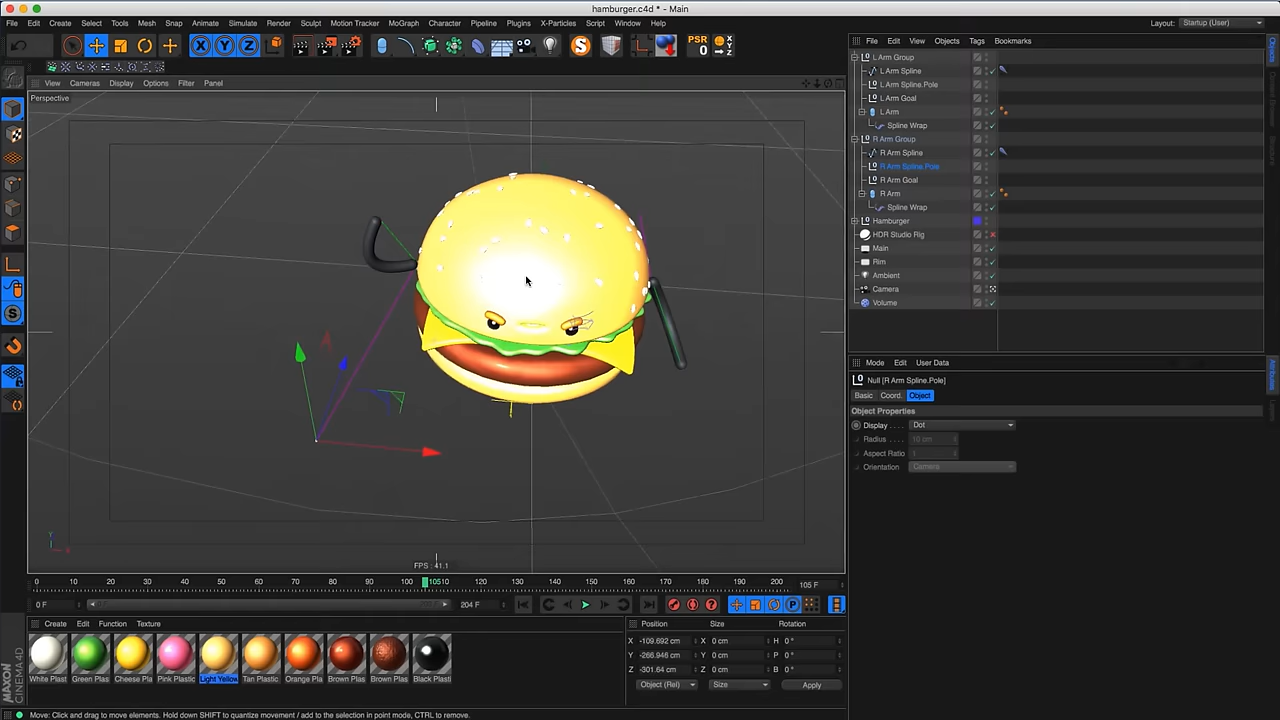 hamburger.c4d * - Main
File Edit Create Select Tools Mesh Snap Animate Simulate Render Sculpt Motion Tracker MoGraph Character Pipeline Plugins X-Particles Script Window Help Layout: Startup (User)
X Y Z S PSR 0
View Cameras Display Options Filter Panel
Perspective
FPS : 41.1
0 10 20 30 40 50 60 70 80 90 100 105 110 120 130 140 150 160 170 180 190 200 105 F
0 F 204 F
Create Edit Function Texture
White Plast Green Plas Cheese Pla Pink Plastic Light Yellow Tan Plastic Orange Pla Brown Plas Brown Plas Black Plasti
Position Size Rotation
X -109.692 cm X 0 cm H 0 °
Y -266.946 cm Y 0 cm P 0 °
Z -301.64 cm Z 0 cm B 0 °
Object (Rel) Size Apply
File Edit View Objects Tags Bookmarks
L Arm Group
L Arm Spline
L Arm Spline.Pole
L Arm Goal
L Arm
Spline Wrap
R Arm Group
R Arm Spline
R Arm Spline.Pole
R Arm Goal
R Arm
Spline Wrap
Hamburger
HDR Studio Rig
Main
Rim
Ambient
Camera
Volume
Mode Edit User Data
Null [R Arm Spline.Pole]
Basic Coord. Object
Object Properties
Display . . . . Dot
Radius . . . . 10 cm
Aspect Ratio
Orientation Camera
Objects
Attributes
MAXON CINEMA 4D
Move: Click and drag to move elements. Hold down SHIFT to quantize movement / add to the selection in point mode, CTRL to remove.